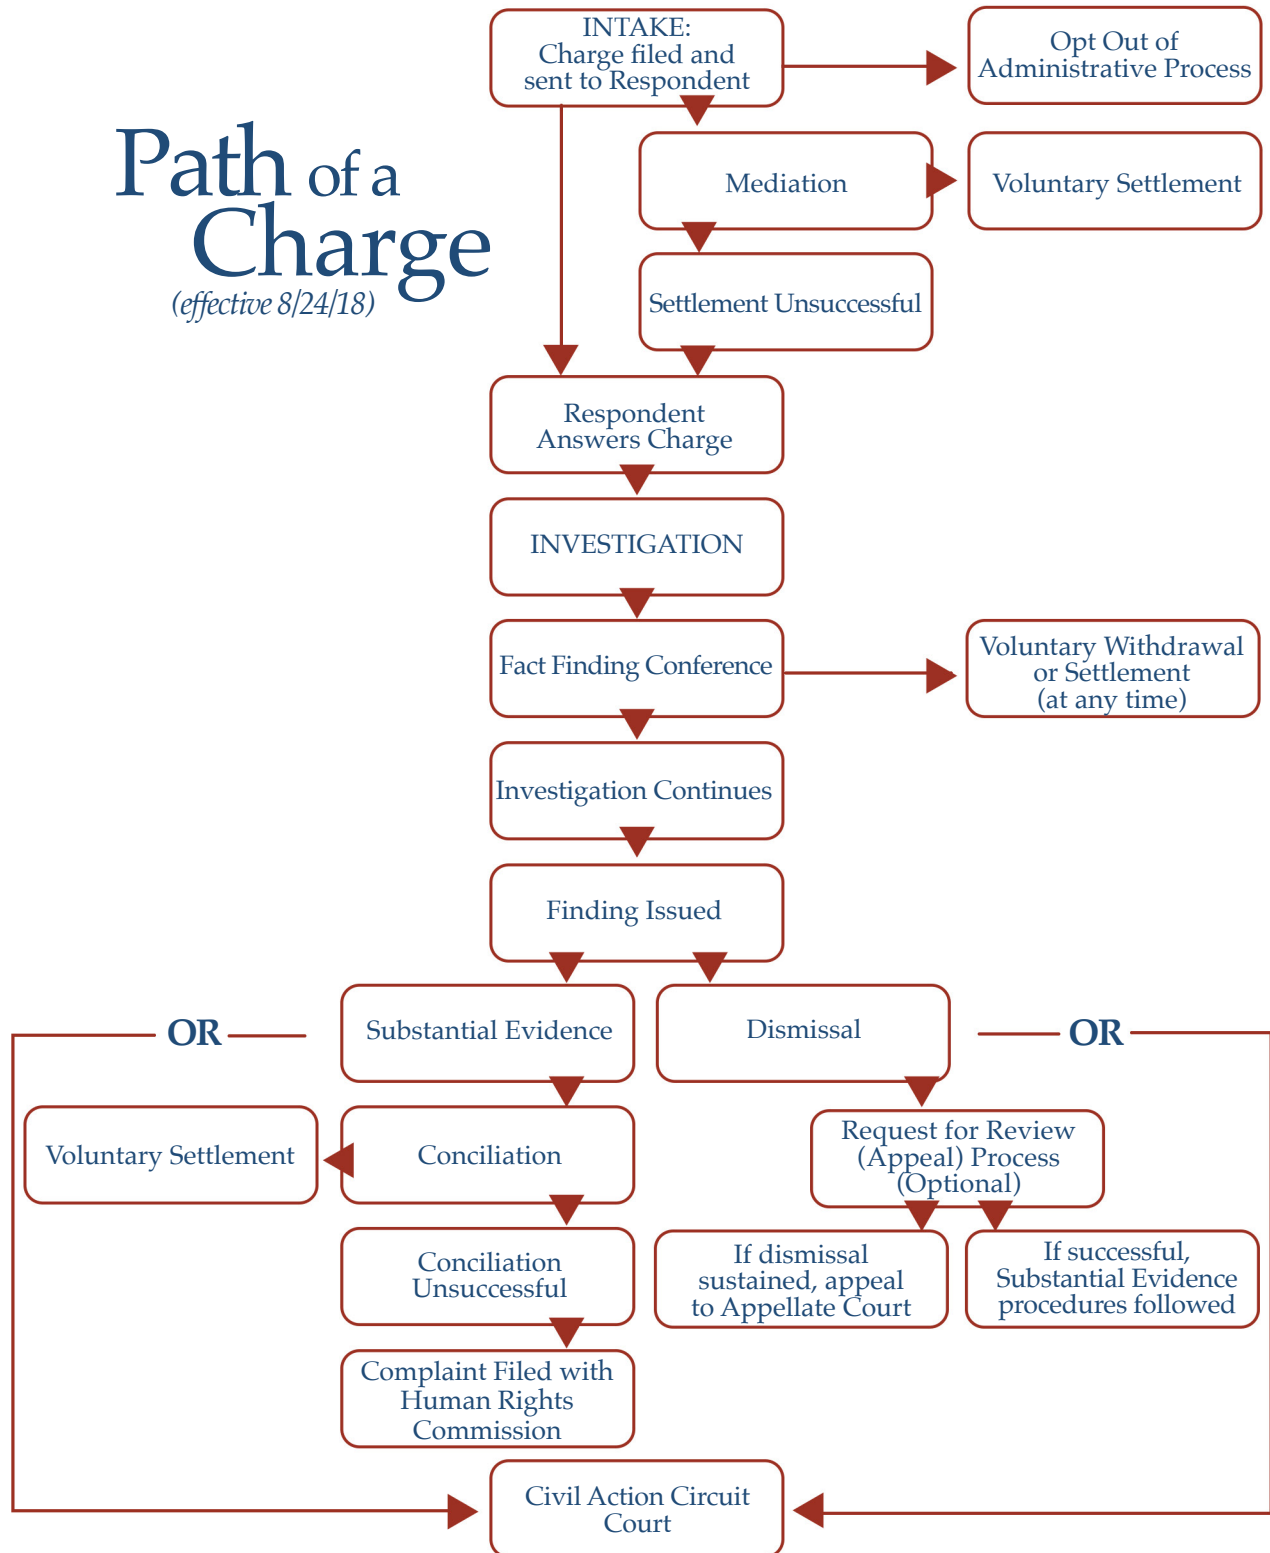 INTAKE:
Charge filed and
sent to Respondent
Opt Out of
Administrative Process
Path of a
Charge
(effective 8/24/18)
Mediation
Voluntary Settlement
Settlement Unsuccessful
Respondent
Answers Charge
INVESTIGATION
Fact Finding Conference
Voluntary Withdrawal
or Settlement
(at any time)
Investigation Continues
Finding Issued
OR
Substantial Evidence
Dismissal
OR
Voluntary Settlement
Conciliation
Request for Review
(Appeal) Process
(Optional)
Conciliation
Unsuccessful
If dismissal
sustained, appeal
to Appellate Court
If successful,
Substantial Evidence
procedures followed
Complaint Filed with
Human Rights
Commission
Civil Action Circuit
Court